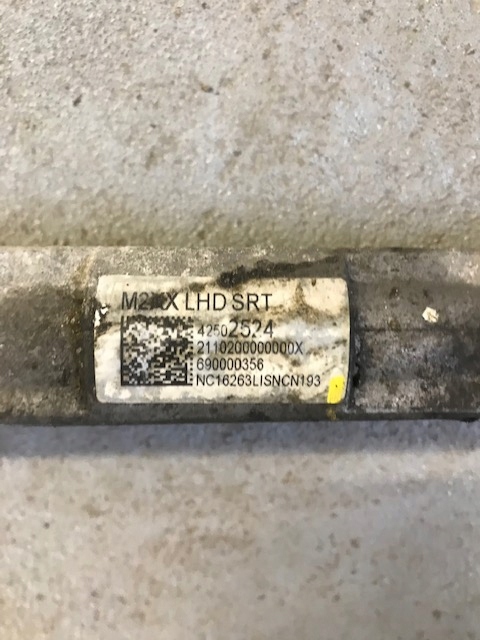 LHD SRT
42502524
2110200000000X
690000356
NC16263LISNCN193